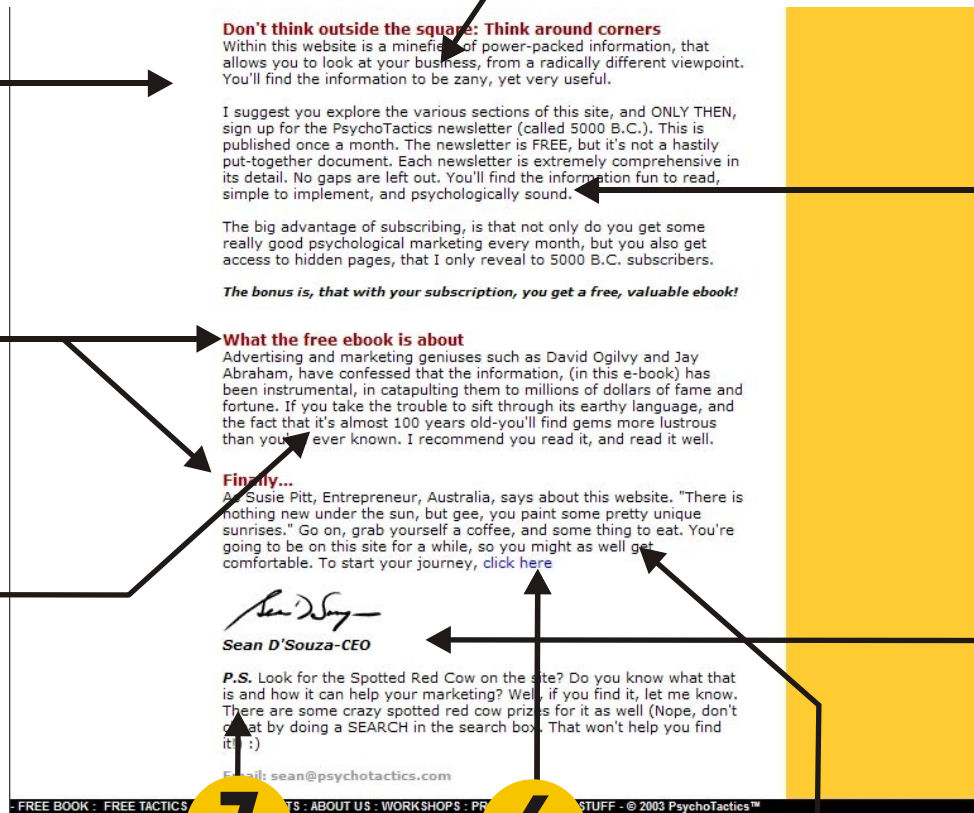 Don't think outside the square: Think around corners
Within this website is a minefield of power-packed information, that
allows you to look at your business, from a radically different viewpoint.
You'll find the information to be zany, yet very useful.
I suggest you explore the various sections of this site, and ONLY THEN,
sign up for the PsychoTactics newsletter (called 5000 B.C.). This is
published once a month. The newsletter is FREE, but it's not a hastily
put-together document. Each newsletter is extremely comprehensive in
its detail. No gaps are left out. You'll find the information fun to read,
simple to implement, and psychologically sound.
The big advantage of subscribing, is that not only do you get some
really good psychological marketing every month, but you also get
access to hidden pages, that I only reveal to 5000 B.C. subscribers.
The bonus is, that with your subscription, you get a free, valuable ebook!
What the free ebook is about
Advertising and marketing geniuses such as David Ogilvy and Jay
Abraham, have confessed that the information, (in this e-book) has
been instrumental, in catapulting them to millions of dollars of fame and
fortune. If you take the trouble to sift through its earthy language, and
the fact that it's almost 100 years old-you'll find gems more lustrous
than you've ever known. I recommend you read it, and read it well.
Finally...
As Susie Pitt, Entrepreneur, Australia, says about this website. "There is
nothing new under the sun, but gee, you paint some pretty unique
sunrises." Go on, grab yourself a coffee, and some thing to eat. You're
going to be on this site for a while, so you might as well get
comfortable. To start your journey, click here
Sean D'Souza-CEO
P.S. Look for the Spotted Red Cow on the site? Do you know what that
is and how it can help your marketing? Well, if you find it, let me know.
There are some crazy spotted red cow prizes for it as well (Nope, don't
cheat by doing a SEARCH in the search box. That won't help you find
it!) :)
Email: sean@psychotactics.com
7
- FREE BOOK : FREE TACTICS TS : ABOUT US : WORKSHOPS : PR STUFF - © 2003 PsychoTactics™